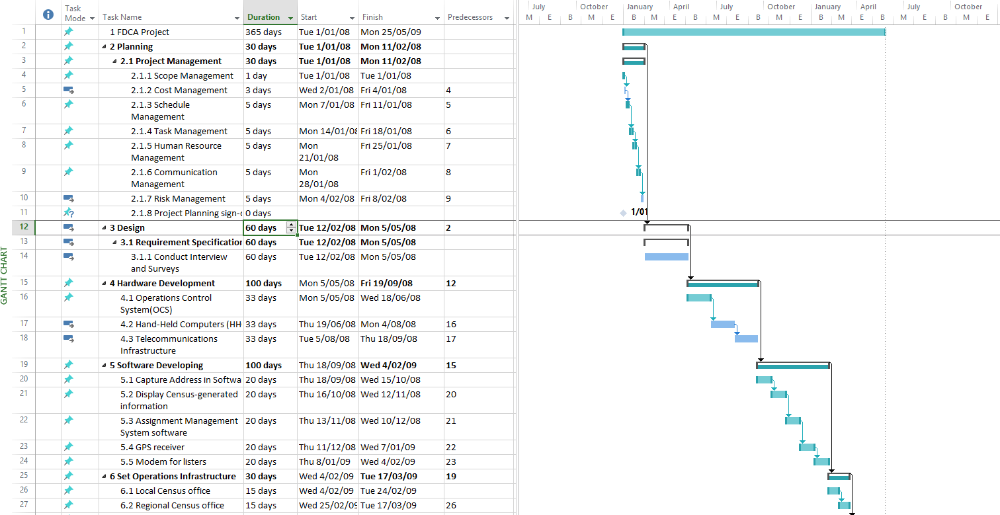 July October January April July October January April July October
Task Mode Task Name Duration Start Finish Predecessors M E B M E B M E B M E B M E B M E
1 1 FDCA Project 365 days Tue 1/01/08 Mon 25/05/09
2 2 Planning 30 days Tue 1/01/08 Mon 11/02/08
3 2.1 Project Management 30 days Tue 1/01/08 Mon 11/02/08
4 2.1.1 Scope Management 1 day Tue 1/01/08 Tue 1/01/08
5 2.1.2 Cost Management 3 days Wed 2/01/08 Fri 4/01/08 4
6 2.1.3 Schedule Management 5 days Mon 7/01/08 Fri 11/01/08 5
7 2.1.4 Task Management 5 days Mon 14/01/08 Fri 18/01/08 6
8 2.1.5 Human Resource Management 5 days Mon 21/01/08 Fri 25/01/08 7
9 2.1.6 Communication Management 5 days Mon 28/01/08 Fri 1/02/08 8
10 2.1.7 Risk Management 5 days Mon 4/02/08 Fri 8/02/08 9
11 2.1.8 Project Planning sign- 0 days 1/01
12 3 Design 60 days Tue 12/02/08 Mon 5/05/08 2
13 3.1 Requirement Specification 60 days Tue 12/02/08 Mon 5/05/08
14 3.1.1 Conduct Interview and Surveys 60 days Tue 12/02/08 Mon 5/05/08
GANTT CHART
15 4 Hardware Development 100 days Mon 5/05/08 Fri 19/09/08 12
16 4.1 Operations Control System(OCS) 33 days Mon 5/05/08 Wed 18/06/08
17 4.2 Hand-Held Computers (HH 33 days Thu 19/06/08 Mon 4/08/08 16
18 4.3 Telecommunications Infrastructure 33 days Tue 5/08/08 Thu 18/09/08 17
19 5 Software Developing 100 days Thu 18/09/08 Wed 4/02/09 15
20 5.1 Capture Address in Softwa 20 days Thu 18/09/08 Wed 15/10/08
21 5.2 Display Census-generated information 20 days Thu 16/10/08 Wed 12/11/08 20
22 5.3 Assignment Management System software 20 days Thu 13/11/08 Wed 10/12/08 21
23 5.4 GPS receiver 20 days Thu 11/12/08 Wed 7/01/09 22
24 5.5 Modem for listers 20 days Thu 8/01/09 Wed 4/02/09 23
25 6 Set Operations Infrastructure 30 days Wed 4/02/09 Tue 17/03/09 19
26 6.1 Local Census office 15 days Wed 4/02/09 Tue 24/02/09
27 6.2 Regional Census office 15 days Wed 25/02/09 Tue 17/03/09 26